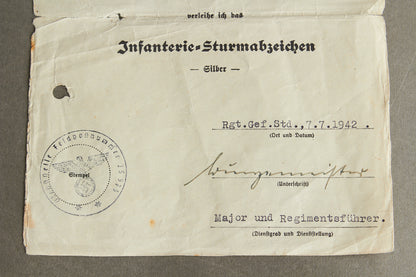 verleihe ich das
Infanterie-Sturmabzeichen
— Silber —
Rgt.Gef.Std.,7.7.1942 .
(Ort und Datum)
Stempel
(Unterschrift)
Major und Regimentsführer.
(Dienstgrad und Dienststellung)